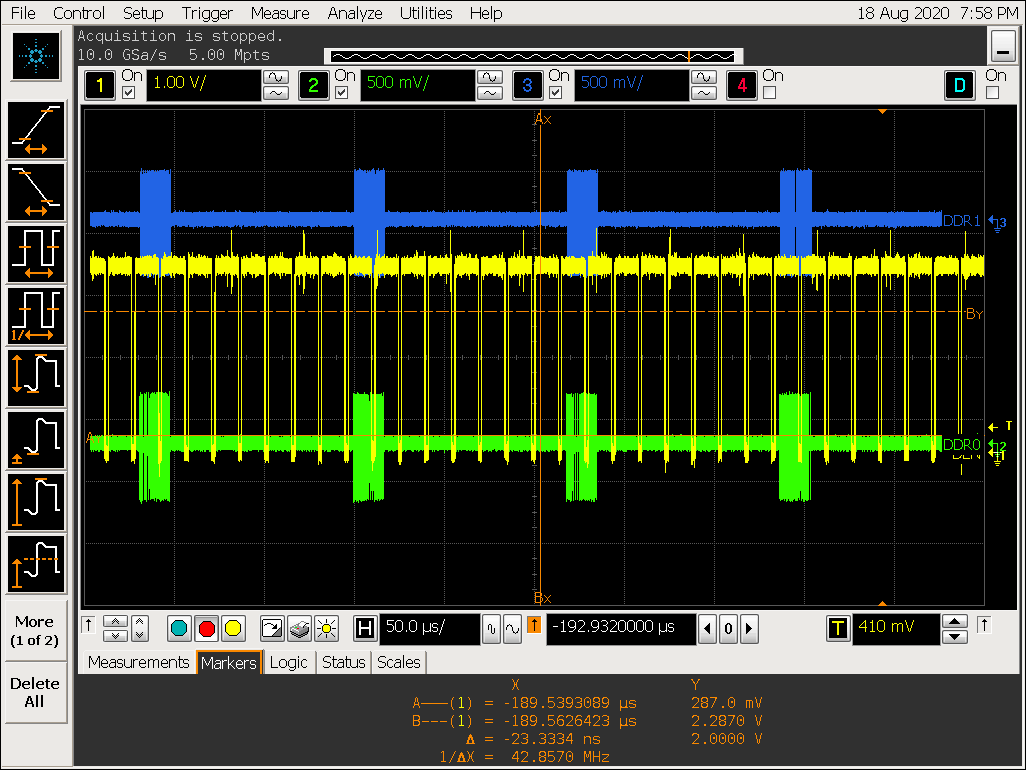 File Control Setup Trigger Measure Analyze Utilities Help 18 Aug 2020 7:58 PM
Acquisition is stopped.
10.0 GSa/s 5.00 Mpts
1 On 1.00 V/ 2 On 500 mV/ 3 On 500 mV/ 4 On D On
Ax
DDR1 3
By
T
A
DDR0 2
1
Bx
1/
More
(1 of 2)
Delete
All
H 50.0 µs/ -192.9320000 µs 0 T 410 mV
Measurements Markers Logic Status Scales
X Y
A——(1) = -189.5393089 µs 287.0 mV
B---(1) = -189.5626423 µs 2.2870 V
Δ = -23.3334 ns 2.0000 V
1/ΔX = 42.8570 MHz